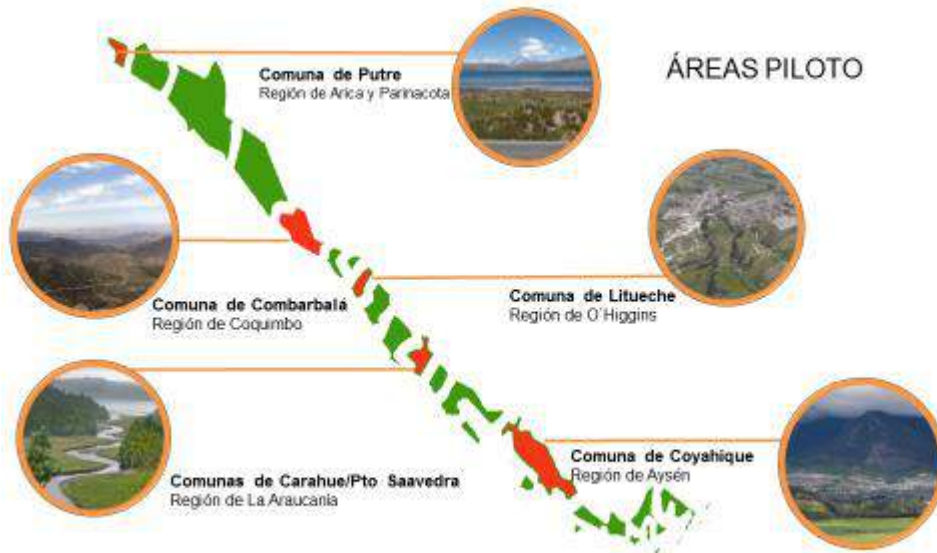 ÁREAS PILOTO
Comuna de Putre
Región de Arica y Parinacota
Comuna de Combarbalá
Región de Coquimbo
Comuna de Litueche
Región de O´Higgins
Comunas de Carahue/Pto Saavedra
Región de La Araucanía
Comuna de Coyahique
Región de Aysén